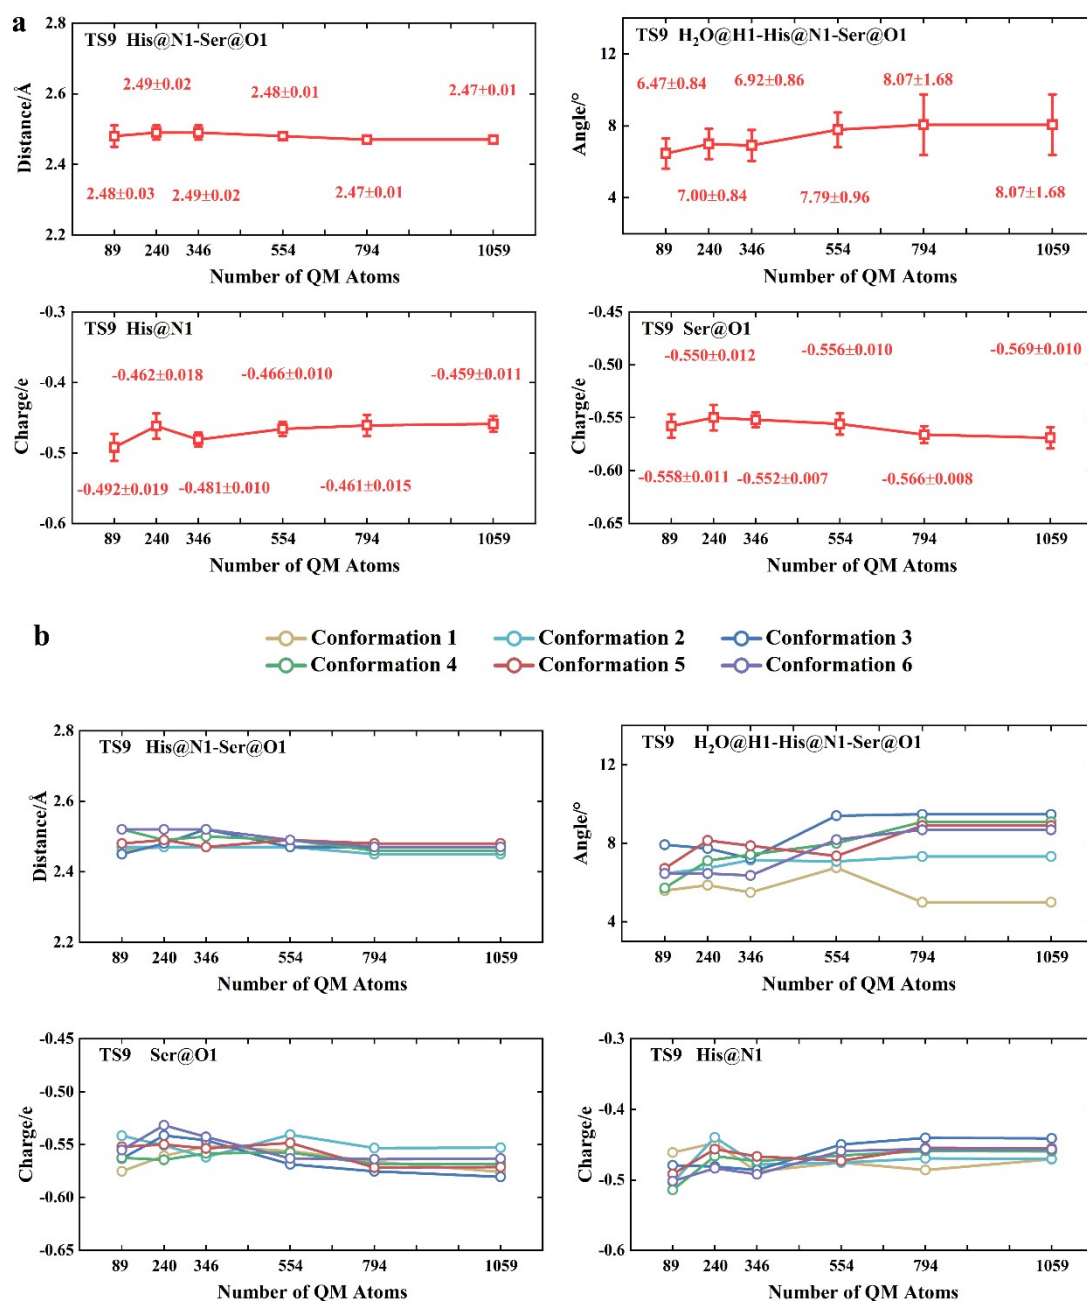 a
TS9 His@N1-Ser@O1
2.8
2.6
2.4
2.2
Distance/Å
2.49±0.02
2.48±0.01
2.47±0.01
2.48±0.03
2.49±0.02
2.47±0.01
89 240 346 554 794 1059
Number of QM Atoms
TS9 H₂O@H1-His@N1-Ser@O1
12
8
4
Angle/°
6.47±0.84
6.92±0.86
8.07±1.68
7.00±0.84
7.79±0.96
8.07±1.68
89 240 346 554 794 1059
Number of QM Atoms
TS9 His@N1
-0.3
-0.4
-0.5
-0.6
Charge/e
-0.462±0.018
-0.466±0.010
-0.459±0.011
-0.492±0.019
-0.481±0.010
-0.461±0.015
89 240 346 554 794 1059
Number of QM Atoms
TS9 Ser@O1
-0.45
-0.50
-0.55
-0.60
-0.65
Charge/e
-0.550±0.012
-0.556±0.010
-0.569±0.010
-0.558±0.011
-0.552±0.007
-0.566±0.008
89 240 346 554 794 1059
Number of QM Atoms
b
Conformation 1 Conformation 2 Conformation 3
Conformation 4 Conformation 5 Conformation 6
TS9 His@N1-Ser@O1
2.8
2.6
2.4
2.2
Distance/Å
89 240 346 554 794 1059
Number of QM Atoms
TS9 H₂O@H1-His@N1-Ser@O1
12
8
4
Angle/°
89 240 346 554 794 1059
Number of QM Atoms
TS9 Ser@O1
-0.45
-0.50
-0.55
-0.60
-0.65
Charge/e
89 240 346 554 794 1059
Number of QM Atoms
TS9 His@N1
-0.3
-0.4
-0.5
-0.6
Charge/e
89 240 346 554 794 1059
Number of QM Atoms